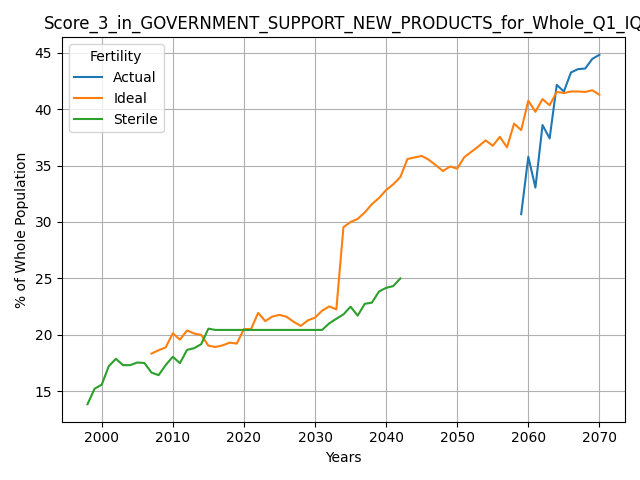 Score_3_in_GOVERNMENT_SUPPORT_NEW_PRODUCTS_for_Whole_Q1_IQ
Fertility
Actual
Ideal
Sterile
% of Whole Population
45
40
35
30
25
20
15
2000 2010 2020 2030 2040 2050 2060 2070
Years